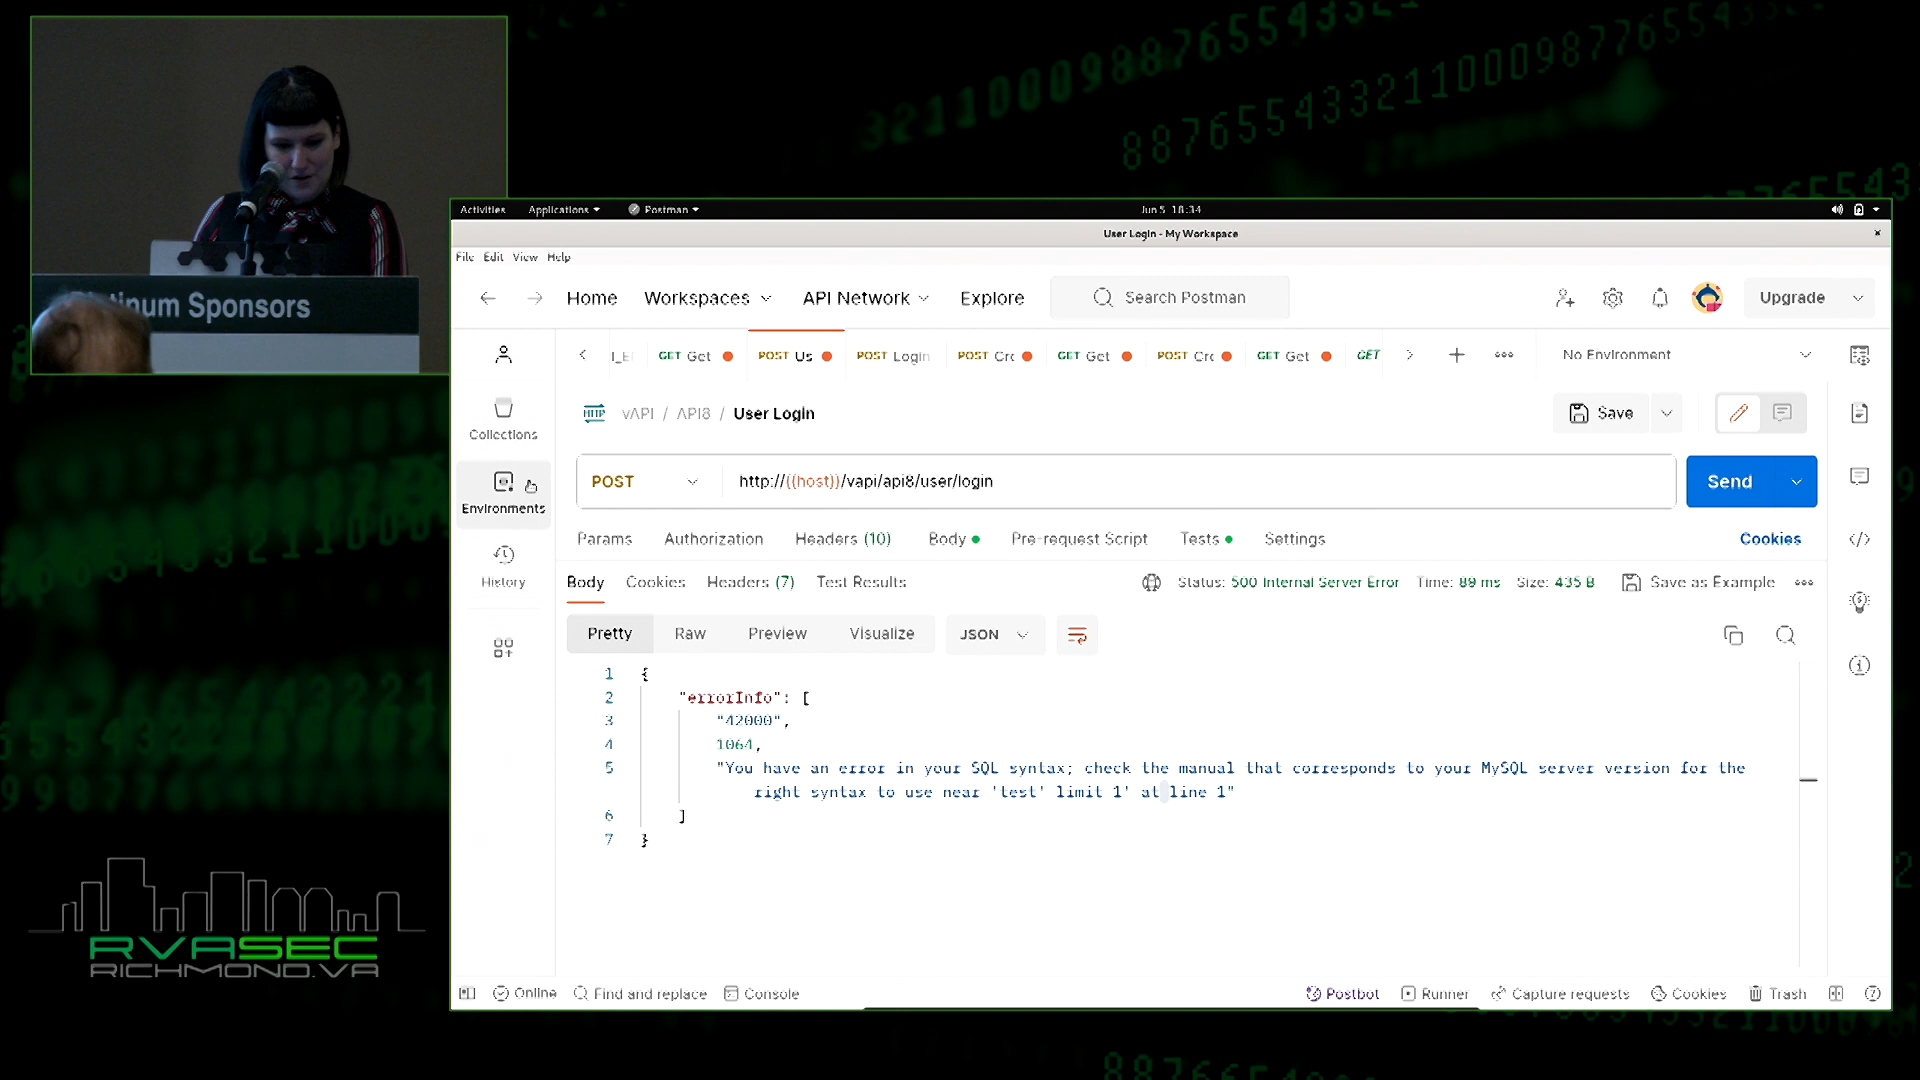 Platinum Sponsors
Activities Applications Postman Jun 5 18:34
User Login - My Workspace
File Edit View Help
Home Workspaces API Network Explore Search Postman Upgrade
GET Get POST Us POST Login POST Cre GET Get POST Cre GET Get GET No Environment
HTTP vAPI / API8 / User Login Save
Collections
Environments
History
POST http://{{host}}/vapi/api8/user/login Send
Params Authorization Headers (10) Body Pre-request Script Tests Settings Cookies
Body Cookies Headers (7) Test Results Status: 500 Internal Server Error Time: 89 ms Size: 435 B Save as Example
Pretty Raw Preview Visualize JSON
1 {
2 "errorInfo": [
3 "42000",
4 1064,
5 "You have an error in your SQL syntax; check the manual that corresponds to your MySQL server version for the
right syntax to use near 'test' limit 1' at line 1"
6 ]
7 }
Online Find and replace Console Postbot Runner Capture requests Cookies Trash
RVASEC
RICHMOND.VA